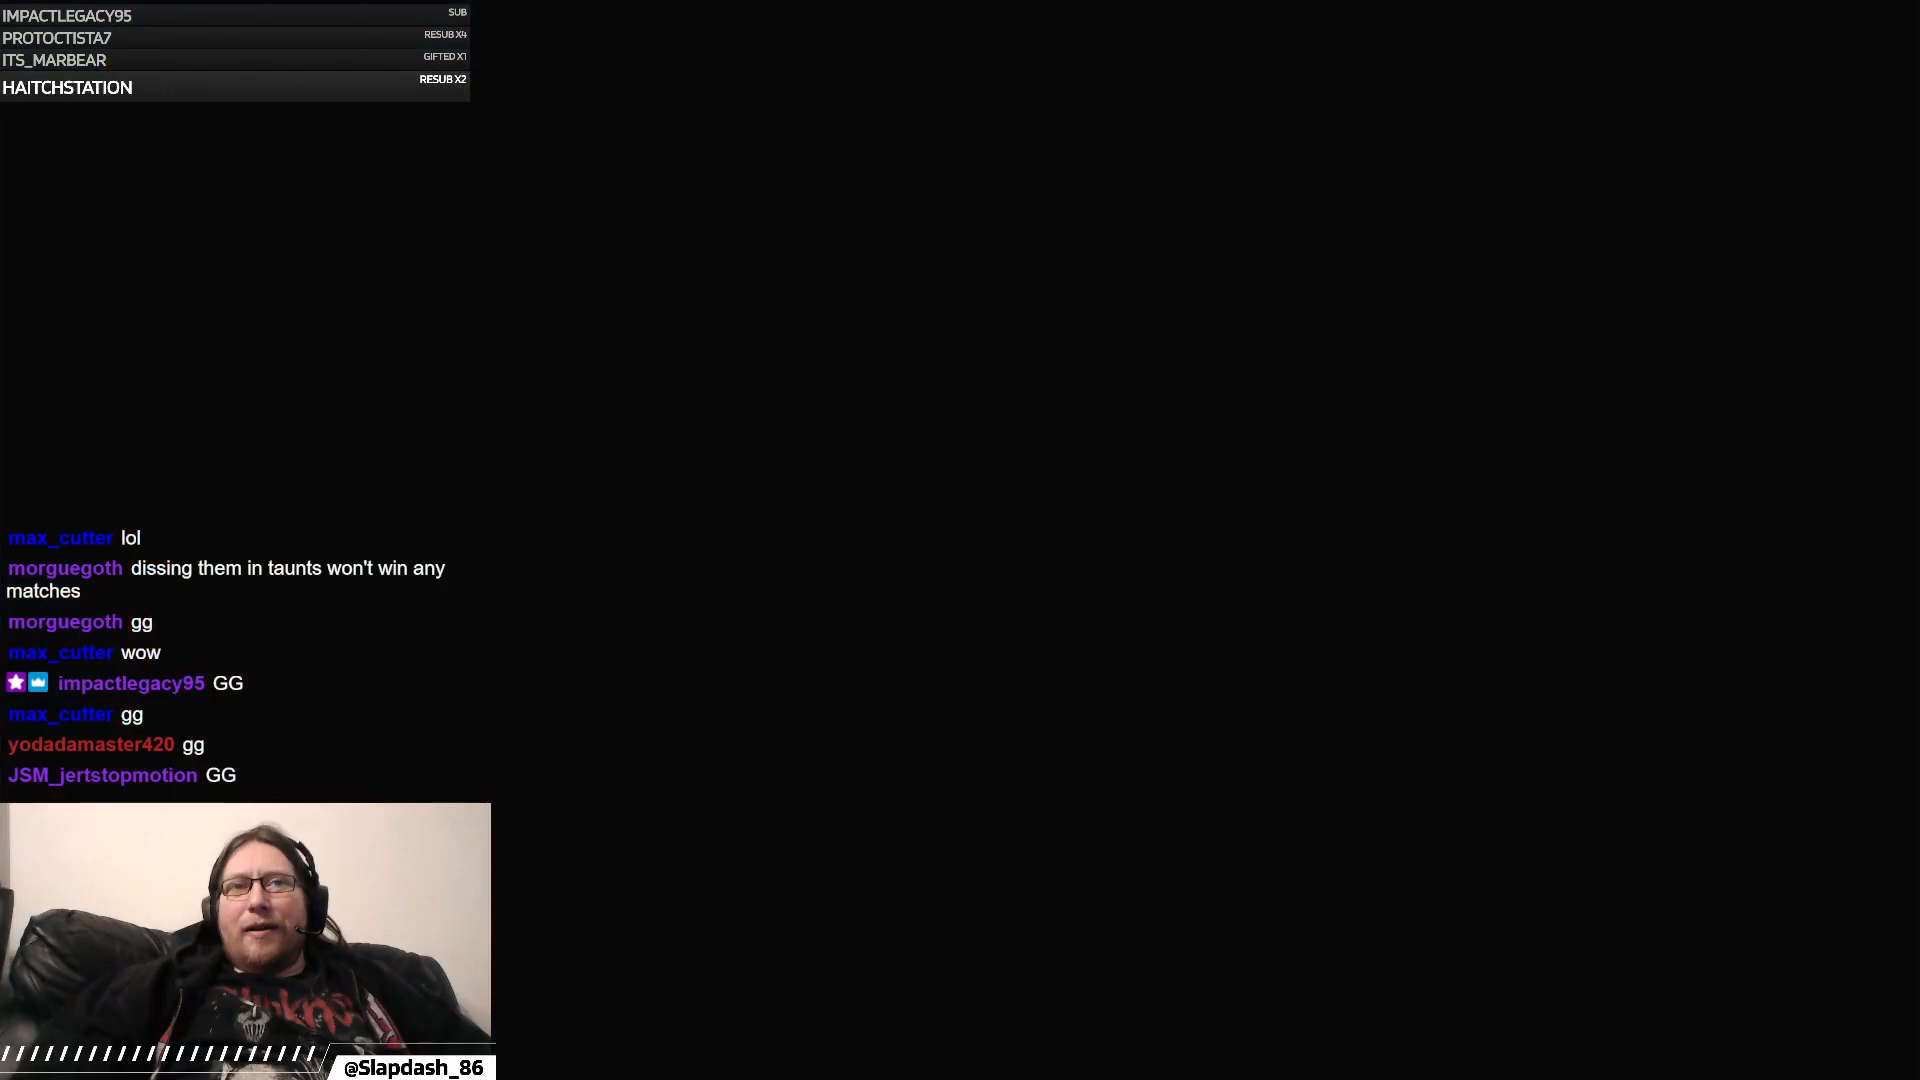 IMPACTLEGACY95 SUB
PROTOCTISTA7 RESUB X4
ITS_MARBEAR GIFTED X1
HAITCHSTATION RESUB X2
max_cutter lol
morguegoth dissing them in taunts won't win any
matches
morguegoth gg
max_cutter wow
impactlegacy95 GG
max_cutter gg
yodadamaster420 gg
JSM_jertstopmotion GG
@Slapdash_86